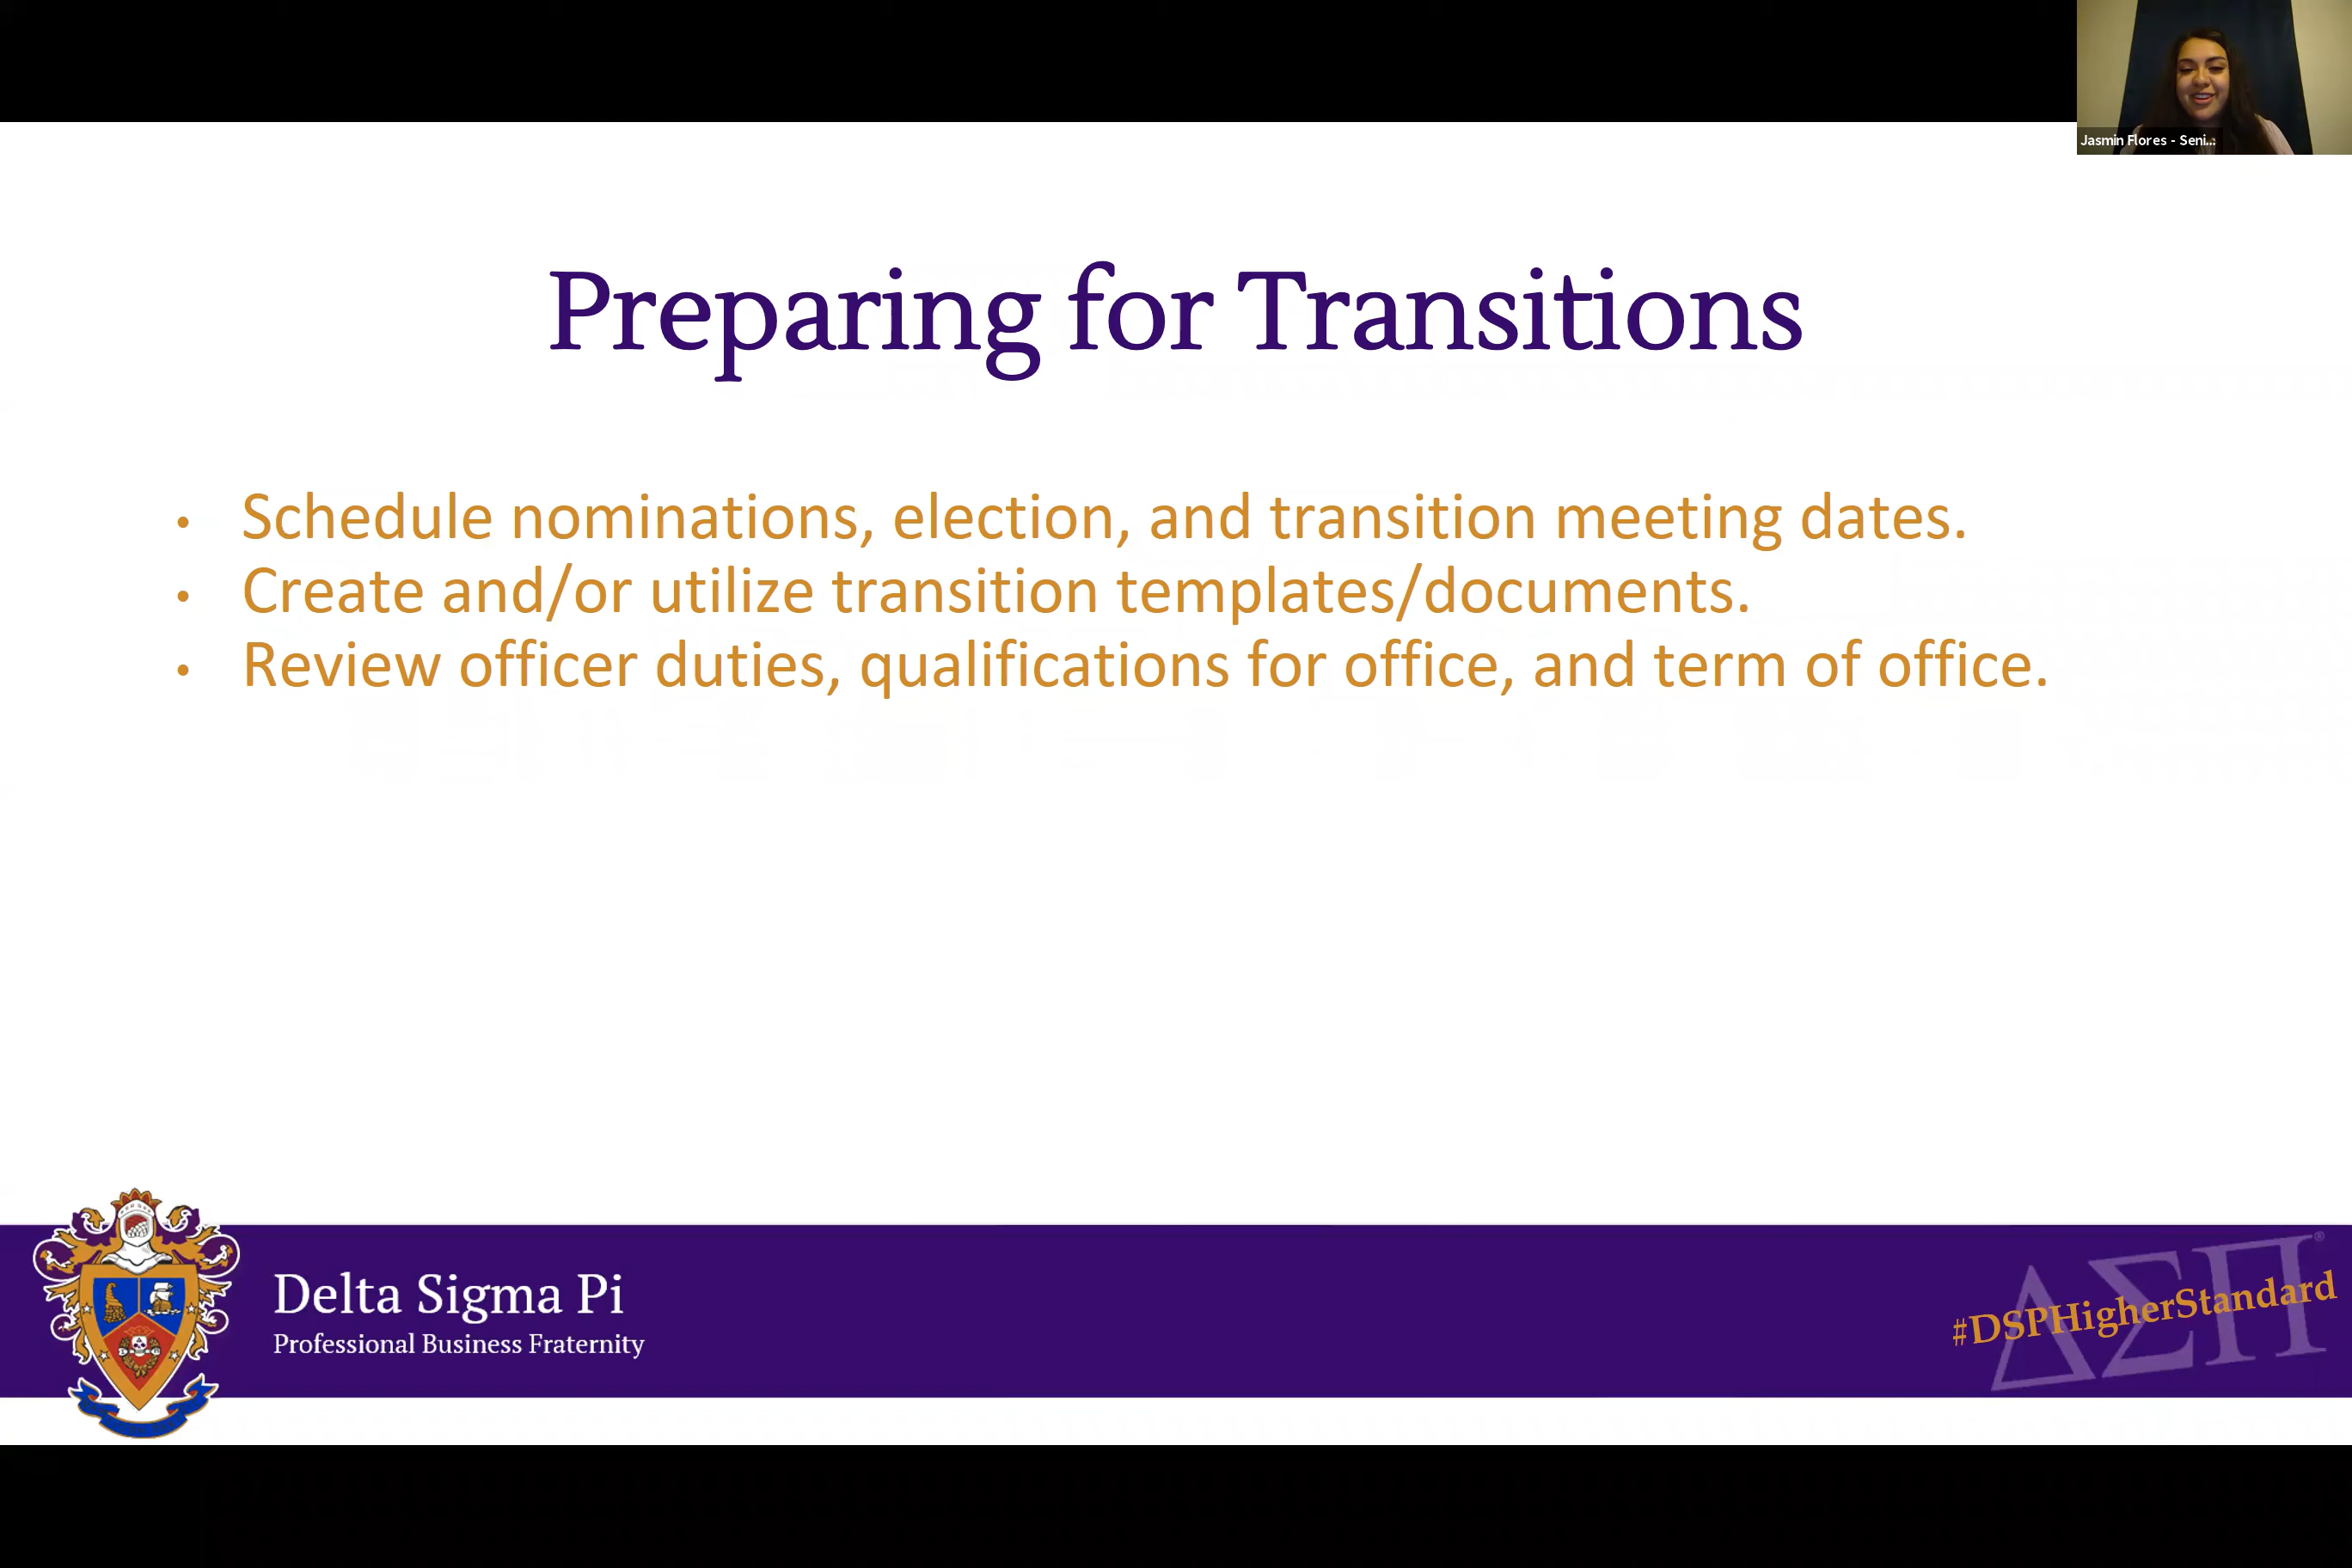 Jasmin Flores - Seni...
Preparing for Transitions
• Schedule nominations, election, and transition meeting dates.
• Create and/or utilize transition templates/documents.
• Review officer duties, qualifications for office, and term of office.
Delta Sigma Pi
Professional Business Fraternity
ΔΣΠ®
#DSPHigherStandard